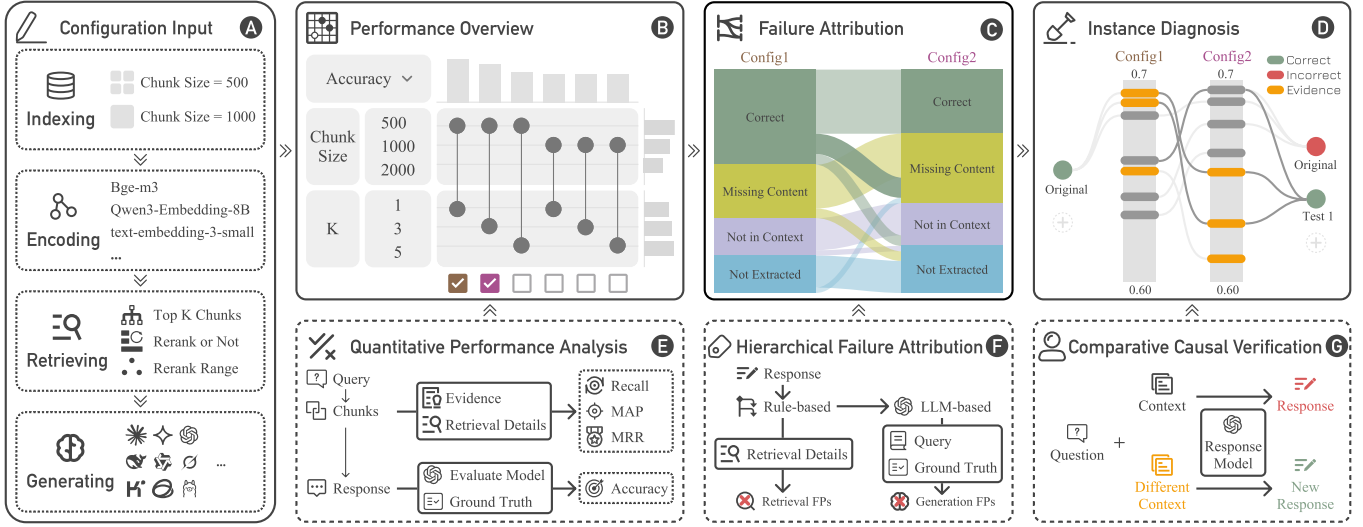 Configuration Input
A
Indexing
Chunk Size = 500
Chunk Size = 1000
Encoding
Bge-m3
Qwen3-Embedding-8B
text-embedding-3-small
...
Retrieving
Top K Chunks
Rerank or Not
Rerank Range
Generating
...
Performance Overview
B
Accuracy
Chunk
Size
500
1000
2000
K
1
3
5
Failure Attribution
C
Config1
Config2
Correct
Missing Content
Not in Context
Not Extracted
Correct
Missing Content
Not in Context
Not Extracted
Instance Diagnosis
D
Config1
Config2
0.7
0.7
Correct
Incorrect
Evidence
Original
Original
Test 1
0.60
0.60
Quantitative Performance Analysis
E
Query
Chunks
Evidence
Retrieval Details
Recall
MAP
MRR
Response
Evaluate Model
Ground Truth
Accuracy
Hierarchical Failure Attribution
F
Response
Rule-based
LLM-based
Retrieval Details
Query
Ground Truth
Retrieval FPs
Generation FPs
Comparative Causal Verification
G
Context
Response
Question
+
Response
Model
Different
Context
New
Response